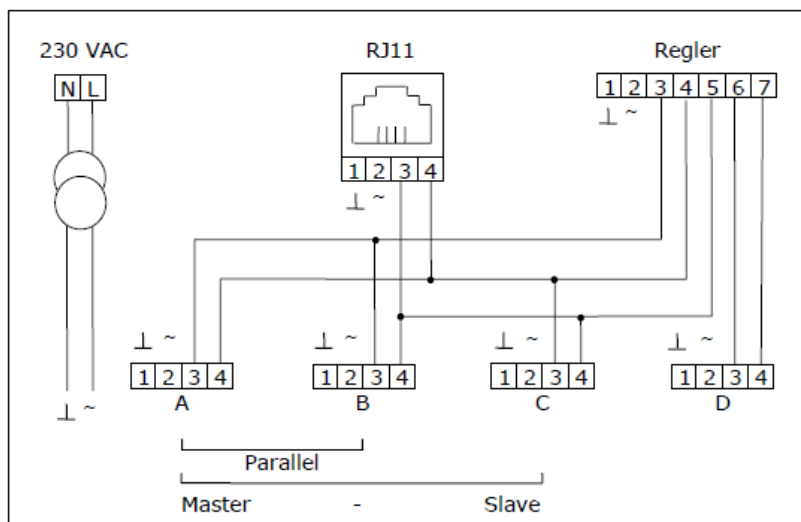 230 VAC RJ11 Regler
N L 1 2 3 4 5 6 7
⊥ ~
1 2 3 4
⊥ ~
⊥ ~ ⊥ ~ ⊥ ~ ⊥ ~
1 2 3 4 1 2 3 4 1 2 3 4 1 2 3 4
A B C D
⊥ ~
Parallel
Master - Slave